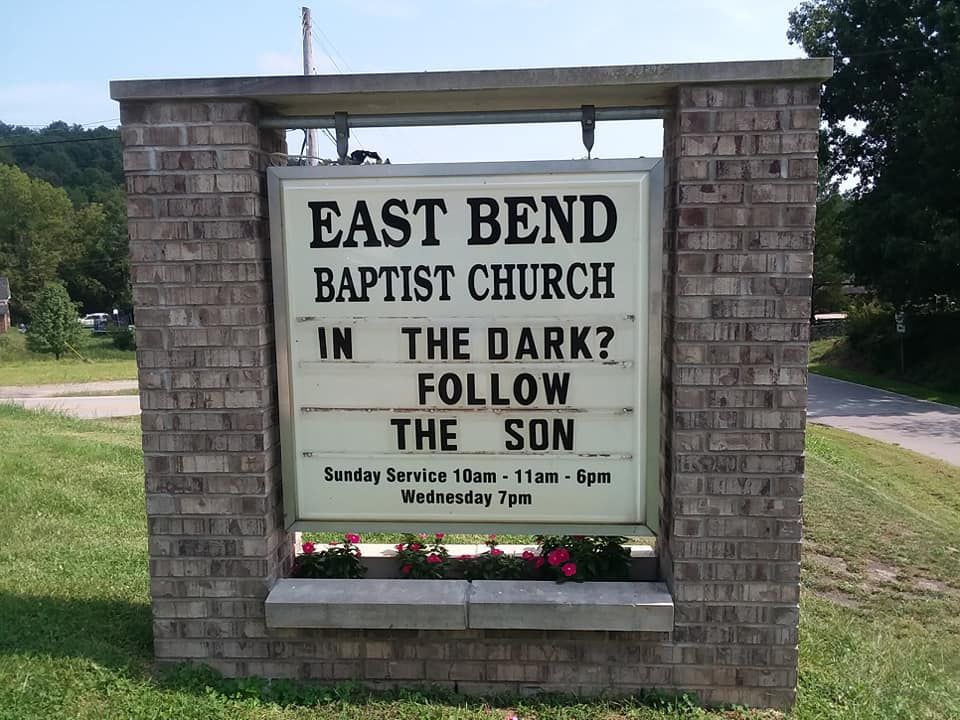 EAST BEND
BAPTIST CHURCH
IN THE DARK?
FOLLOW
THE SON
Sunday Service 10am - 11am - 6pm
Wednesday 7pm